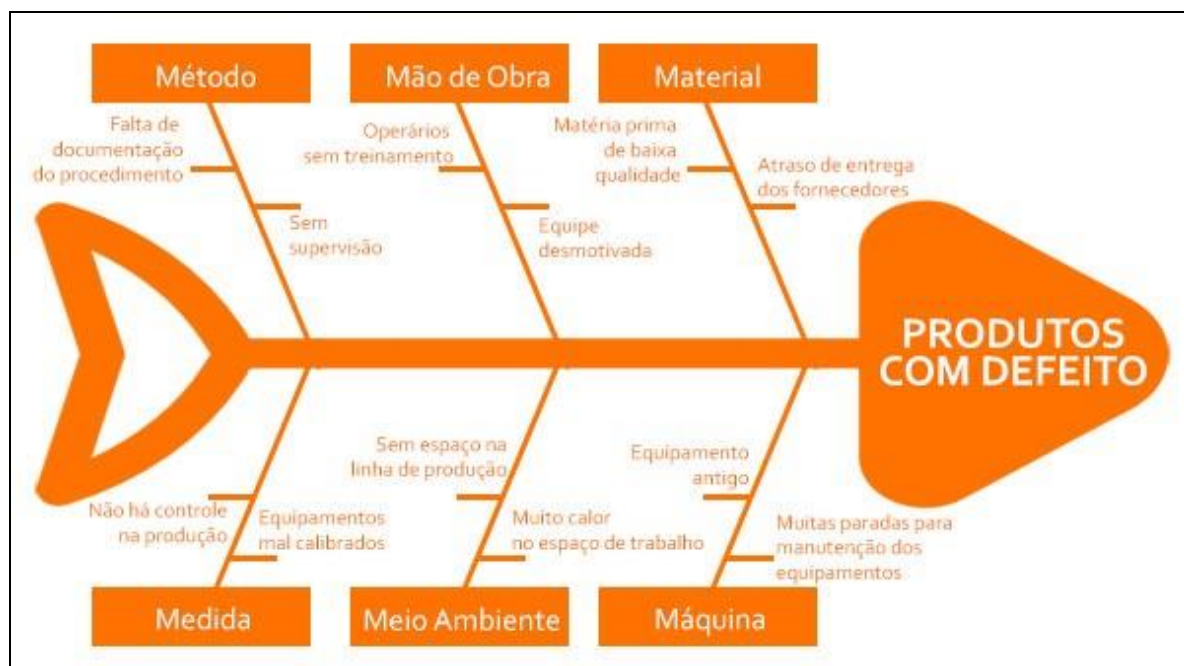 Método
Mão de Obra
Material
Falta de
documentação
do procedimento
Sem
supervisão
Operários
sem treinamento
Equipe
desmotivada
Matéria prima
de baixa
qualidade
Atraso de entrega
dos fornecedores
PRODUTOS
COM DEFEITO
Não há controle
na produção
Equipamentos
mal calibrados
Sem espaço na
linha de produção
Muito calor
no espaço de trabalho
Equipamento
antigo
Muitas paradas para
manutenção dos
equipamentos
Medida
Meio Ambiente
Máquina